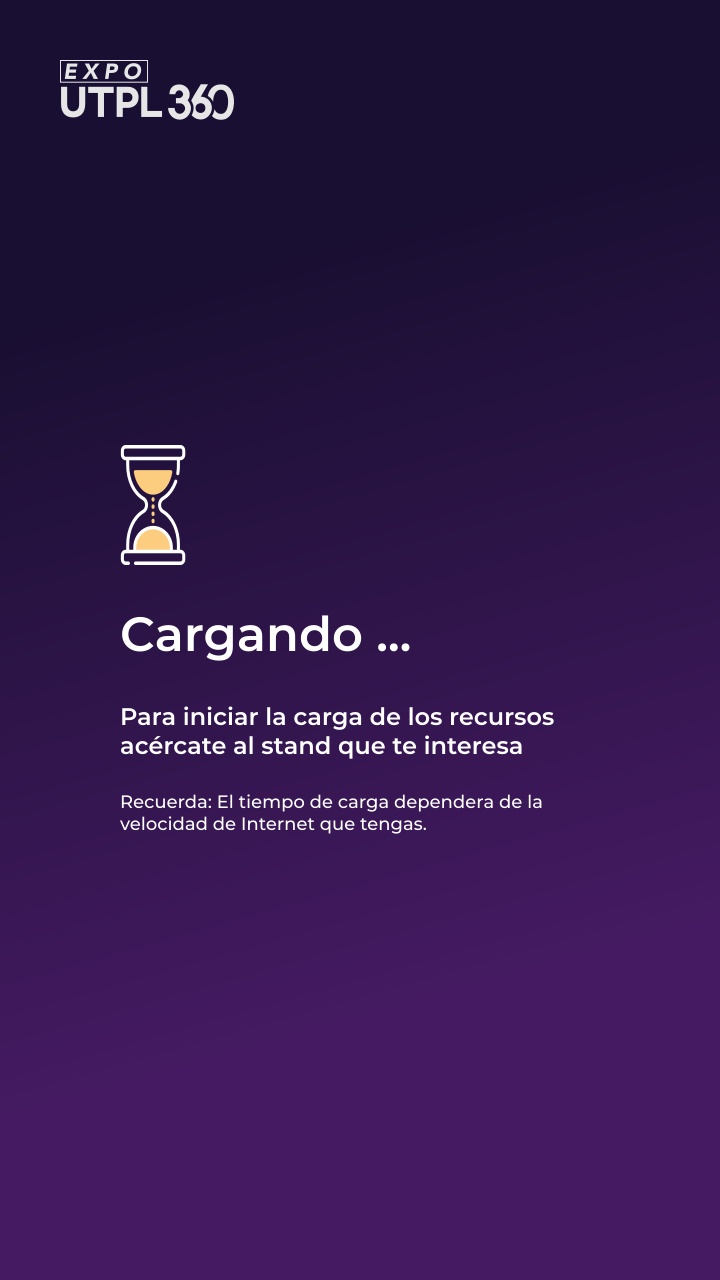 EXPO
UTPL 360
Cargando ...
Para iniciar la carga de los recursos
acércate al stand que te interesa
Recuerda: El tiempo de carga dependera de la
velocidad de Internet que tengas.